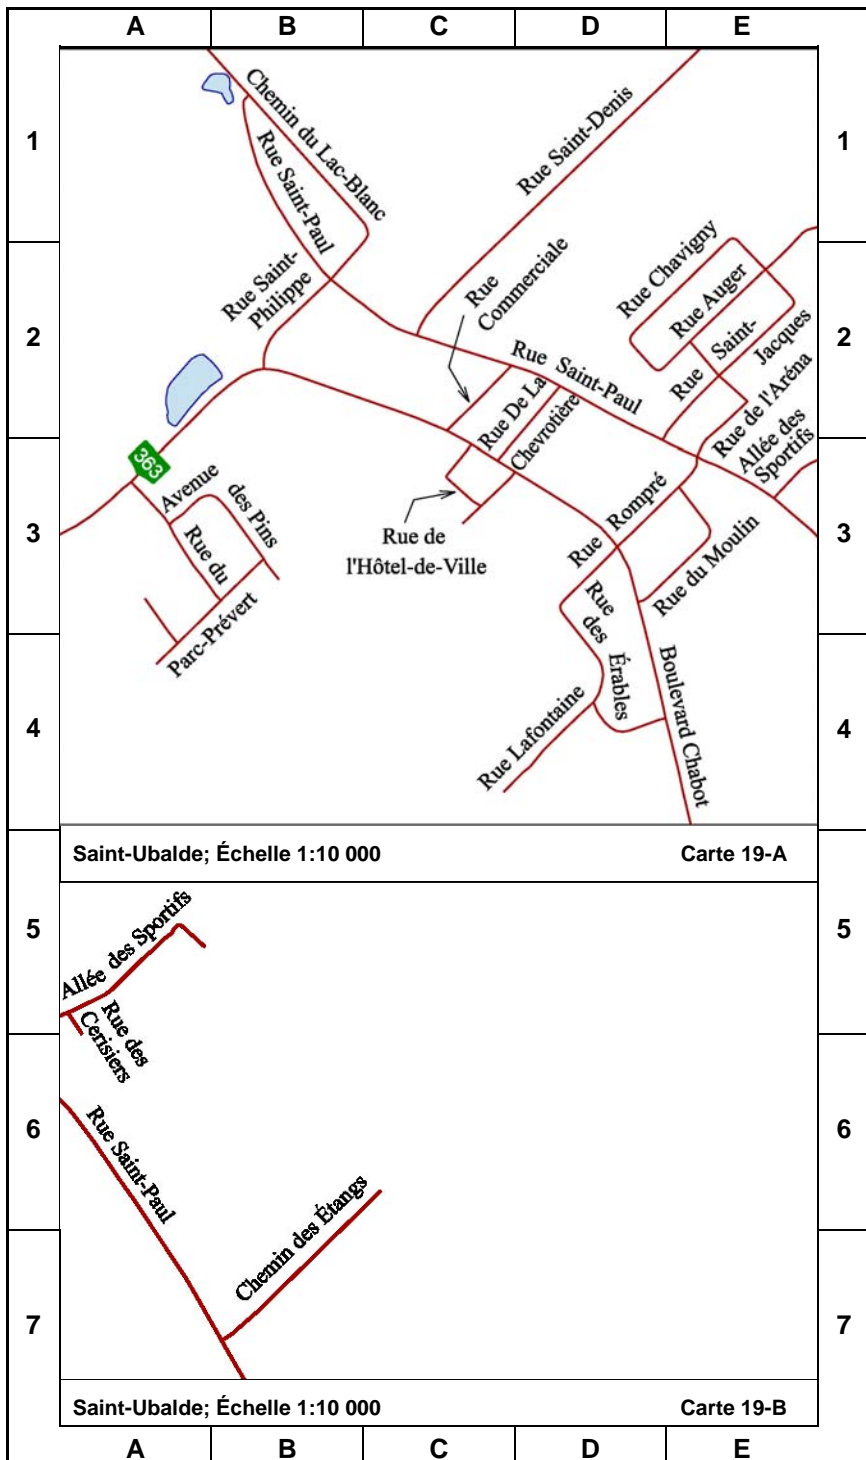 A B C D E
1 1
Chemin du Lac-Blanc
Rue Saint-Paul
Rue Saint-Denis
2 2
Rue Saint-
Philippe
Rue
Commerciale
Rue Chavigny
Rue Auger
Rue Saint-
Jacques
Rue Saint-Paul
Rue De La
Chevrotière
Rue de l'Aréna
Allée des
Sportifs
3 3
363
Avenue
des Pins
Rue du
Parc-Prévert
Rue de
l'Hôtel-de-Ville
Rue Rompré
Rue du Moulin
Rue
des
Érables
4 4
Rue Lafontaine
Boulevard Chabot
Saint-Ubalde; Échelle 1:10 000 Carte 19-A
5 5
Allée des Sportifs
Rue des
Cerisiers
6 6
Rue Saint-Paul
Chemin des Étangs
7 7
Saint-Ubalde; Échelle 1:10 000 Carte 19-B
A B C D E